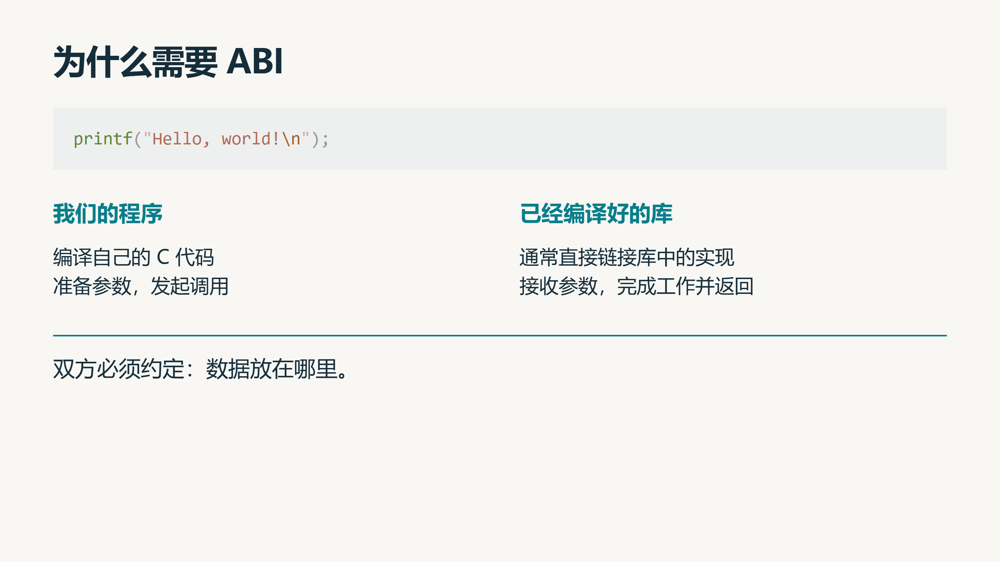 为什么需要 ABI
printf("Hello, world!\n");
我们的程序
编译自己的 C 代码
准备参数，发起调用
已经编译好的库
通常直接链接库中的实现
接收参数，完成工作并返回
双方必须约定：数据放在哪里。